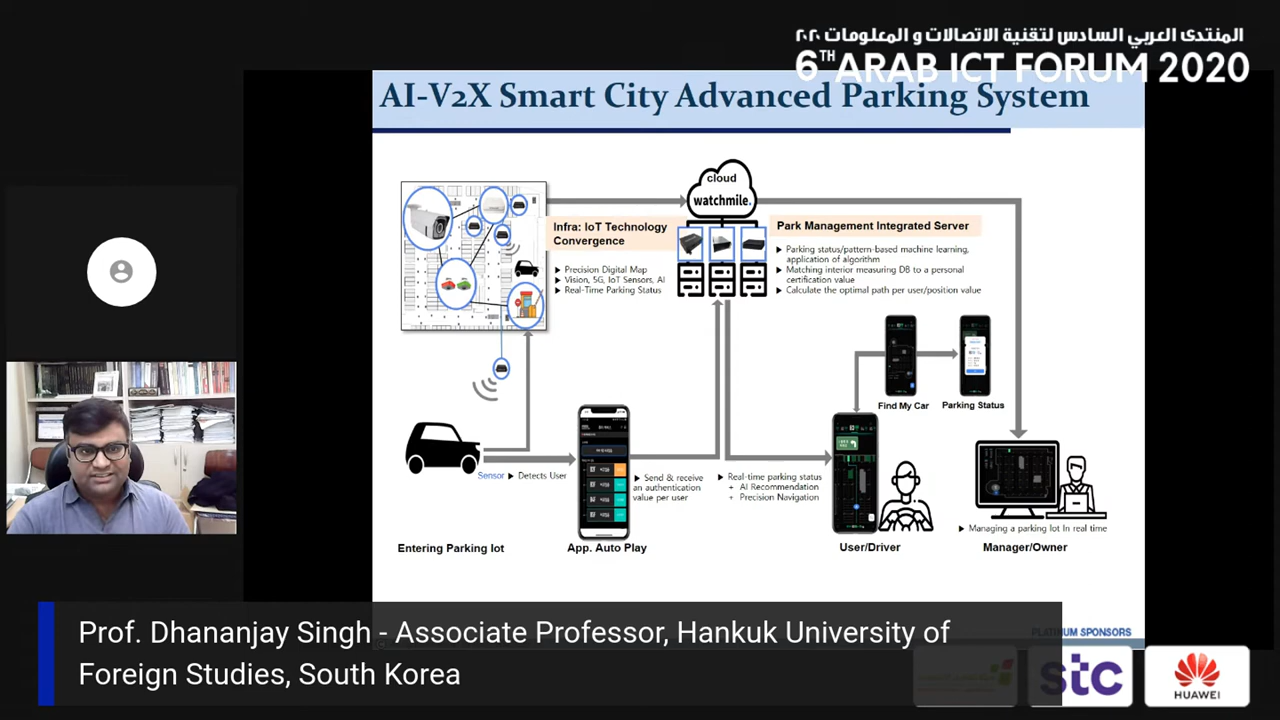 المنتدى العربي السادس لتقنية الاتصالات و المعلومات ٢٠٢٠
6TH ARAB ICT FORUM 2020
AI-V2X Smart City Advanced Parking System
cloud
watchmile.
Infra: IoT Technology
Convergence
Precision Digital Map
Vision, 5G, IoT Sensors, AI
Real-Time Parking Status
Park Management Integrated Server
Parking status/pattern-based machine learning,
application of algorithm
Matching interior measuring DB to a personal
certification value
Calculate the optimal path per user/position value
Find My Car
Parking Status
Sensor
Detects User
Send & receive
an authentication
value per user
Real-time parking status
+ AI Recommendation
+ Precision Navigation
Managing a parking lot In real time
Entering Parking lot
App. Auto Play
User/Driver
Manager/Owner
Prof. Dhananjay Singh - Associate Professor, Hankuk University of
Foreign Studies, South Korea
PLATINUM SPONSORS
stc
HUAWEI